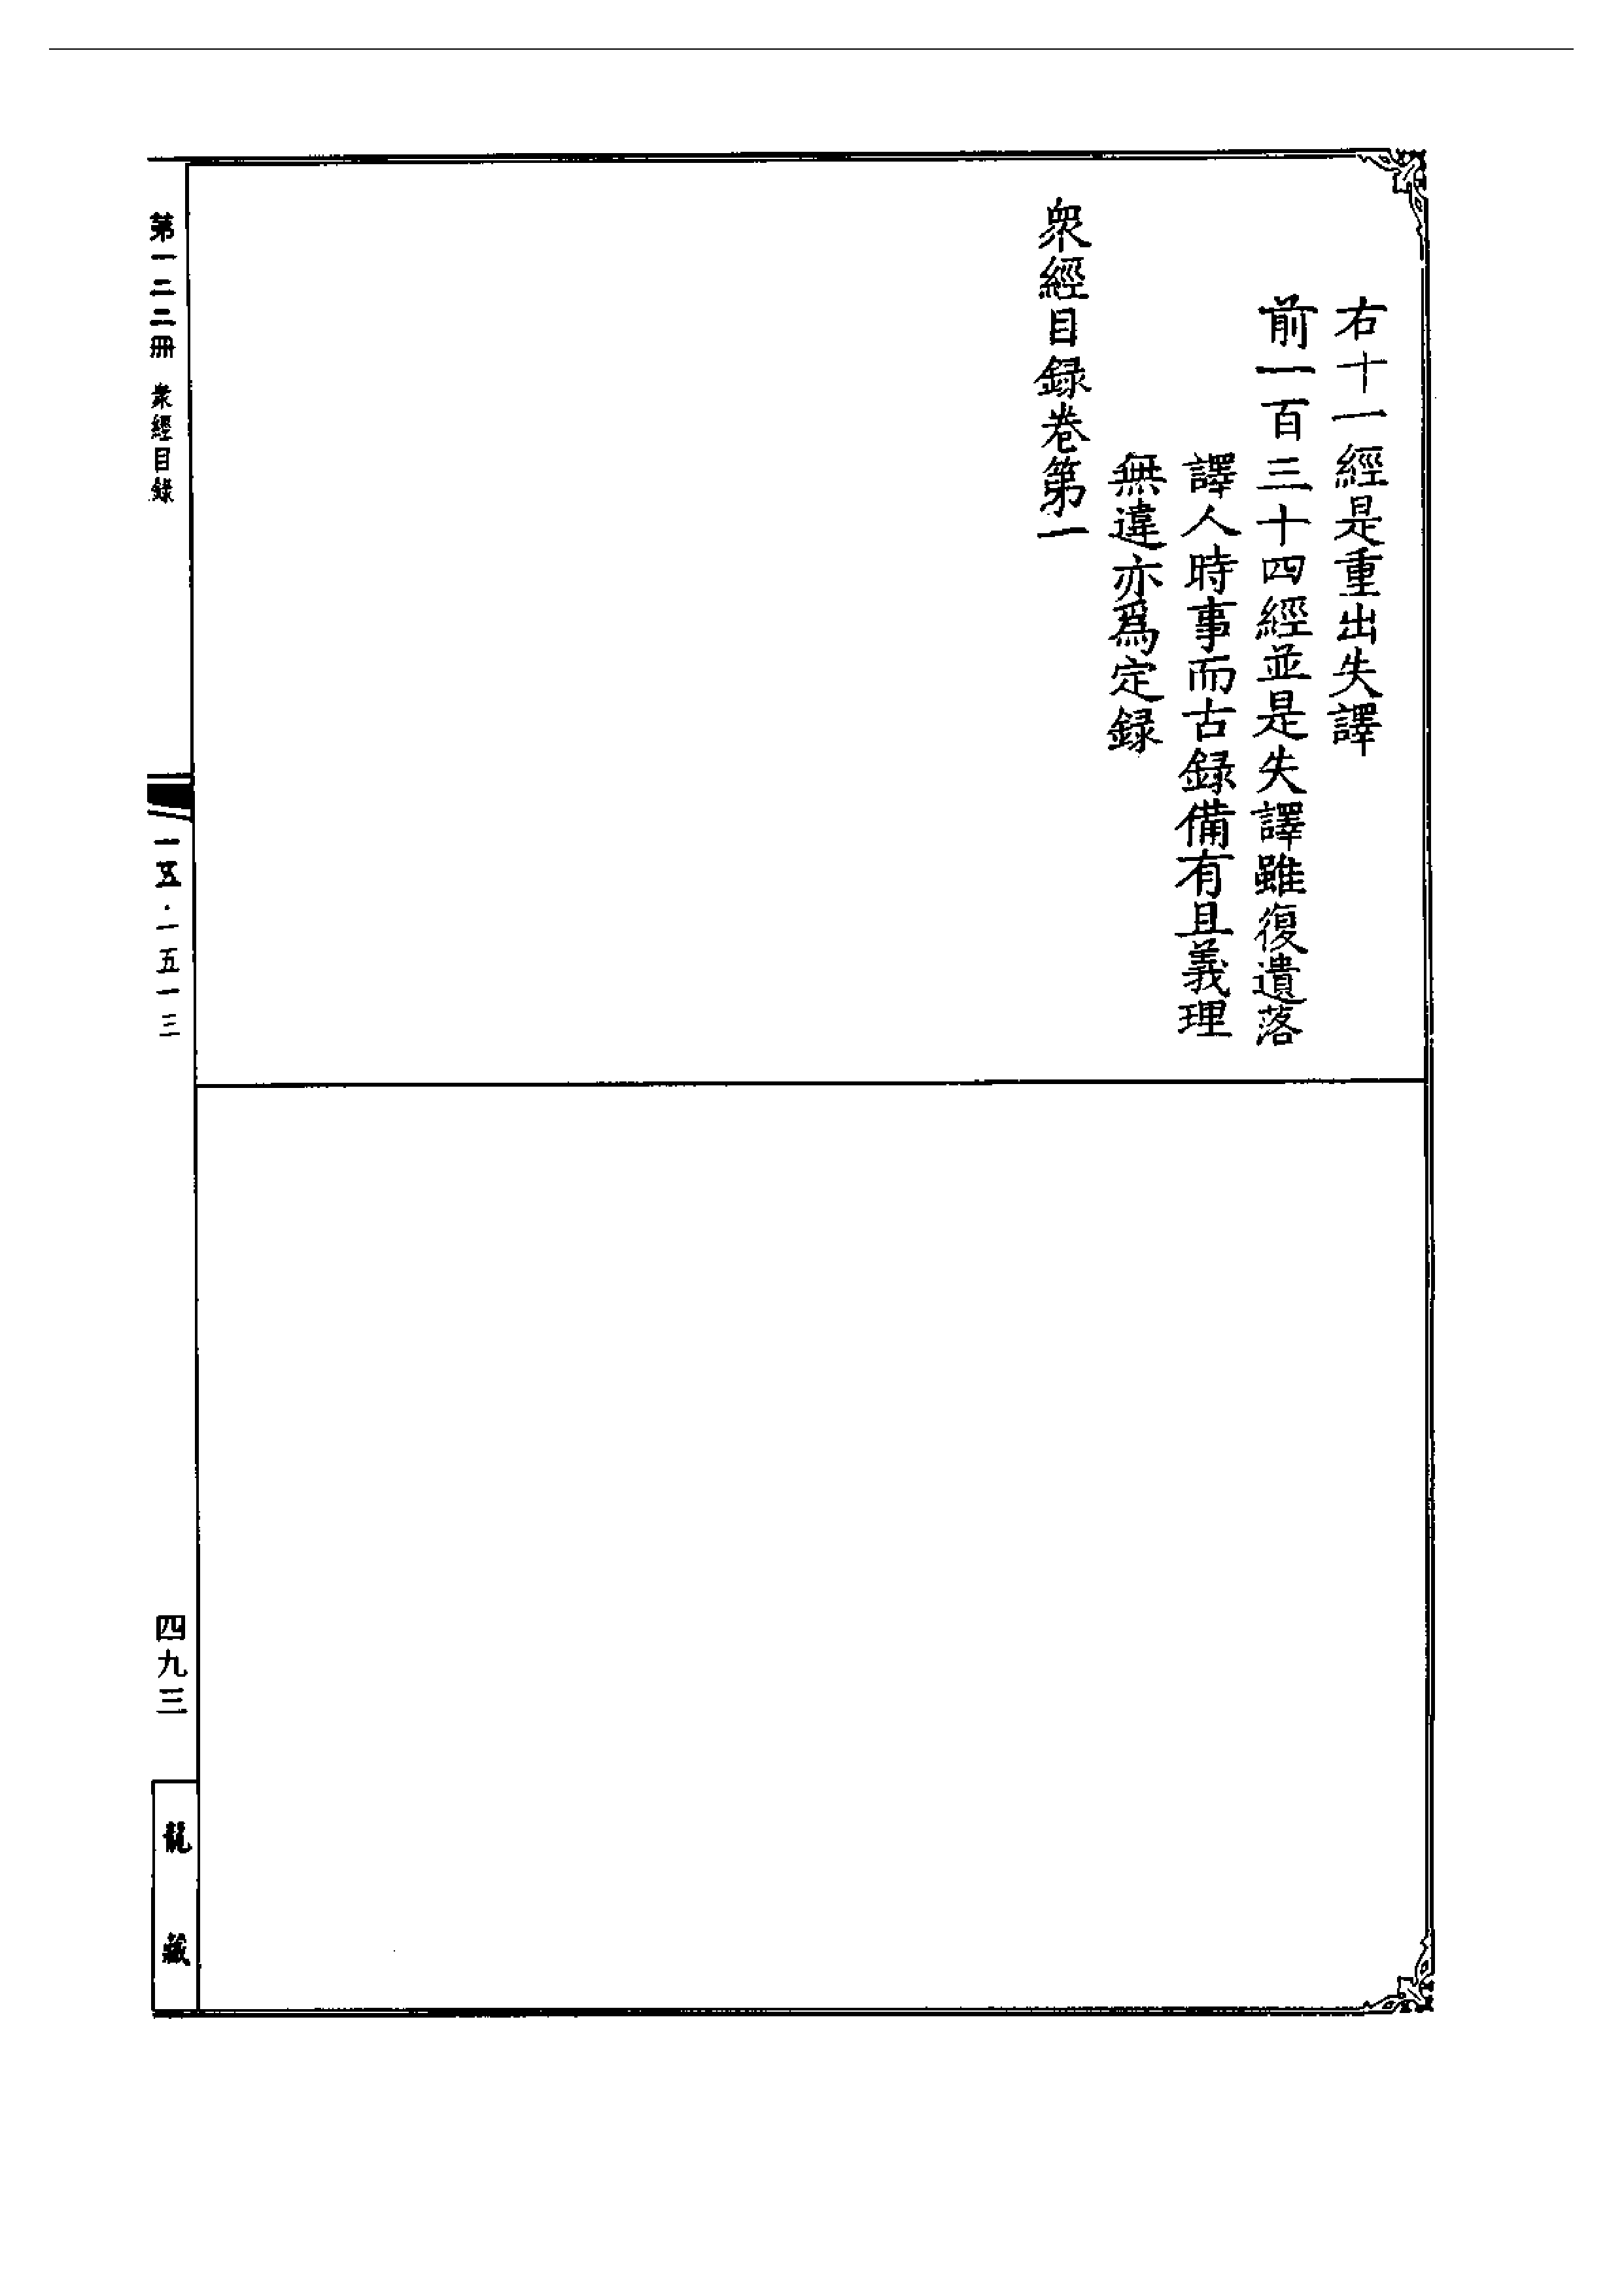 右十一經是重出失譯
前一百三十四經並是失譯雖復遺落
譯人時事而古録備有且義理
無違亦爲定録
衆經目録卷第一
第一二二冊 衆經目録
一五·一五一三
四九三
龍藏